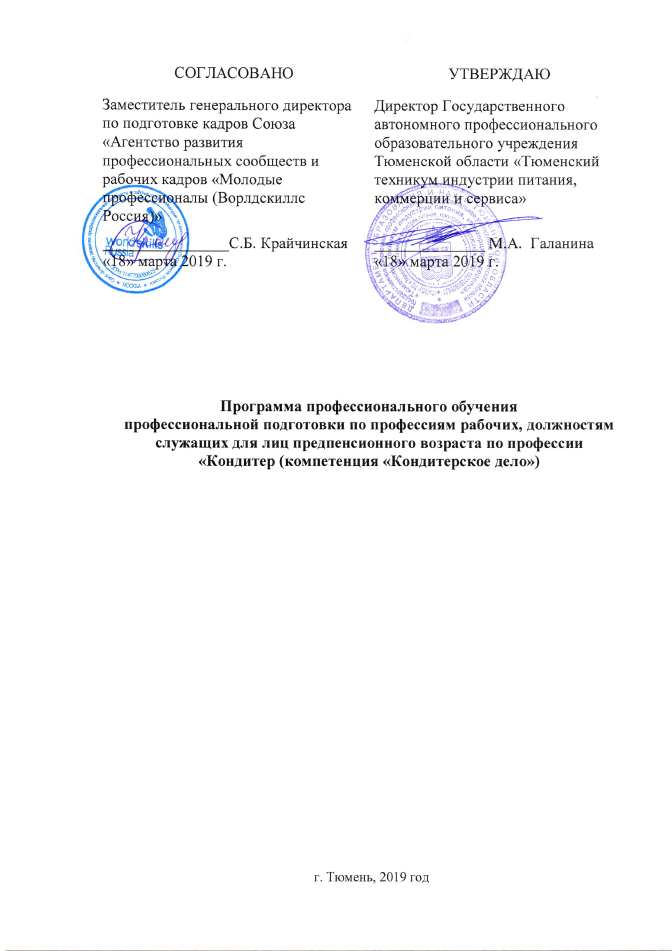 СОГЛАСОВАНО
Заместитель генерального директора
по подготовке кадров Союза
«Агентство развития
профессиональных сообществ и
рабочих кадров «Молодые
профессионалы (Ворлдскиллс
Россия)»
С.Б. Крайчинская
«18» марта 2019 г.
worldskills
Russia
МОСКВА
УТВЕРЖДАЮ
Директор Государственного
автономного профессионального
образовательного учреждения
Тюменской области «Тюменский
техникум индустрии питания,
коммерции и сервиса»
М.А. Галанина
«18» марта 2019 г.
Программа профессионального обучения
профессиональной подготовки по профессиям рабочих, должностям
служащих для лиц предпенсионного возраста по профессии
«Кондитер (компетенция «Кондитерское дело»)
г. Тюмень, 2019 год